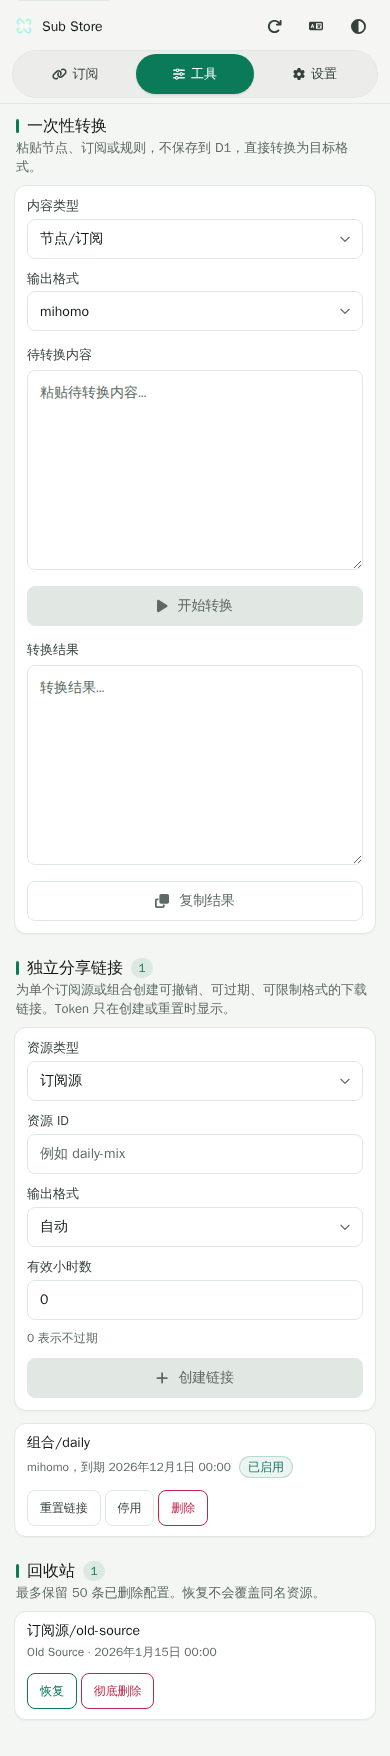 Sub Store
订阅 工具 设置
一次性转换
粘贴节点、订阅或规则，不保存到 D1，直接转换为目标格
式。
内容类型
节点/订阅
输出格式
mihomo
待转换内容
粘贴待转换内容...
开始转换
转换结果
转换结果...
复制结果
独立分享链接 1
为单个订阅源或组合创建可撤销、可过期、可限制格式的下载
链接。Token 只在创建或重置时显示。
资源类型
订阅源
资源 ID
例如 daily-mix
输出格式
自动
有效小时数
0
0 表示不过期
创建链接
组合/daily
mihomo，到期 2026年12月1日 00:00 已启用
重置链接 停用 删除
回收站 1
最多保留 50 条已删除配置。恢复不会覆盖同名资源。
订阅源/old-source
Old Source · 2026年1月15日 00:00
恢复 彻底删除